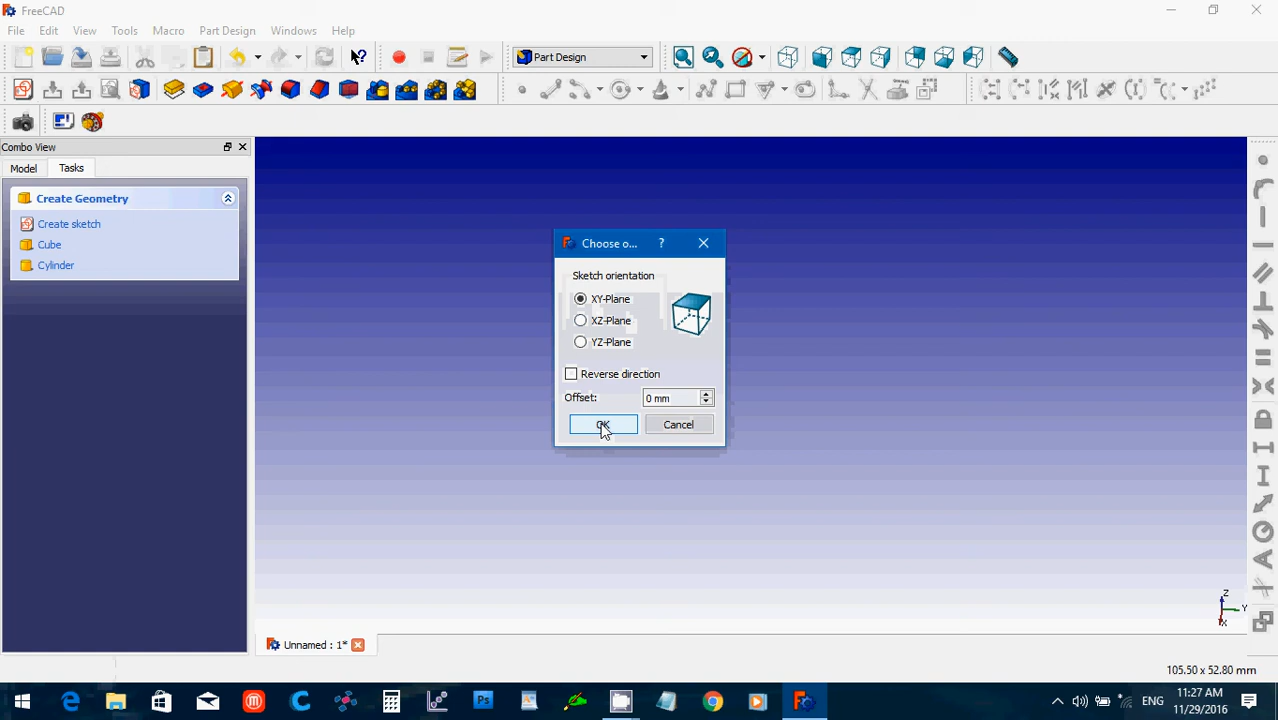 FreeCAD
File Edit View Tools Macro Part Design Windows Help
Part Design
Combo View
Model Tasks
Create Geometry
Create sketch
Cube
Cylinder
Choose o... ?
Sketch orientation
XY-Plane
XZ-Plane
YZ-Plane
Reverse direction
Offset: 0 mm
OK Cancel
Z
Y
X
Unnamed : 1*
105.50 x 52.80 mm
Ps
ENG
11:27 AM
11/29/2016